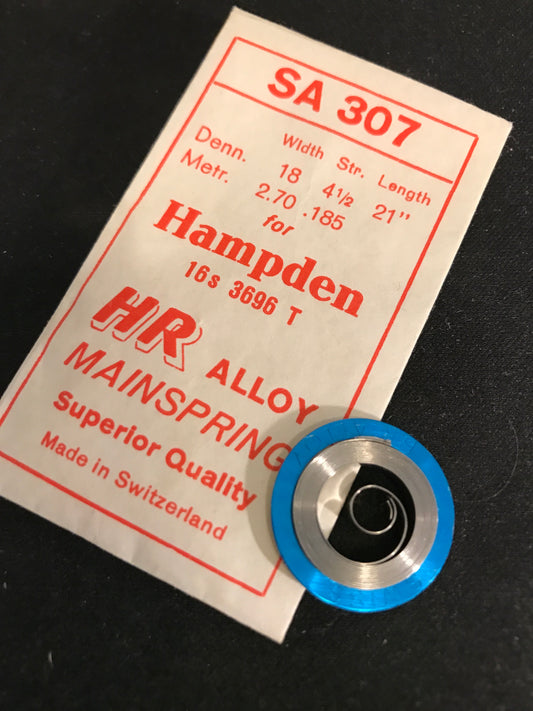 SA 307
Width Str. Length
Denn. 18 4½ 21"
Metr. 2.70 .185
for
Hampden
16s 3696 T
HR ALLOY
MAINSPRING
Superior Quality
Made in Switzerland